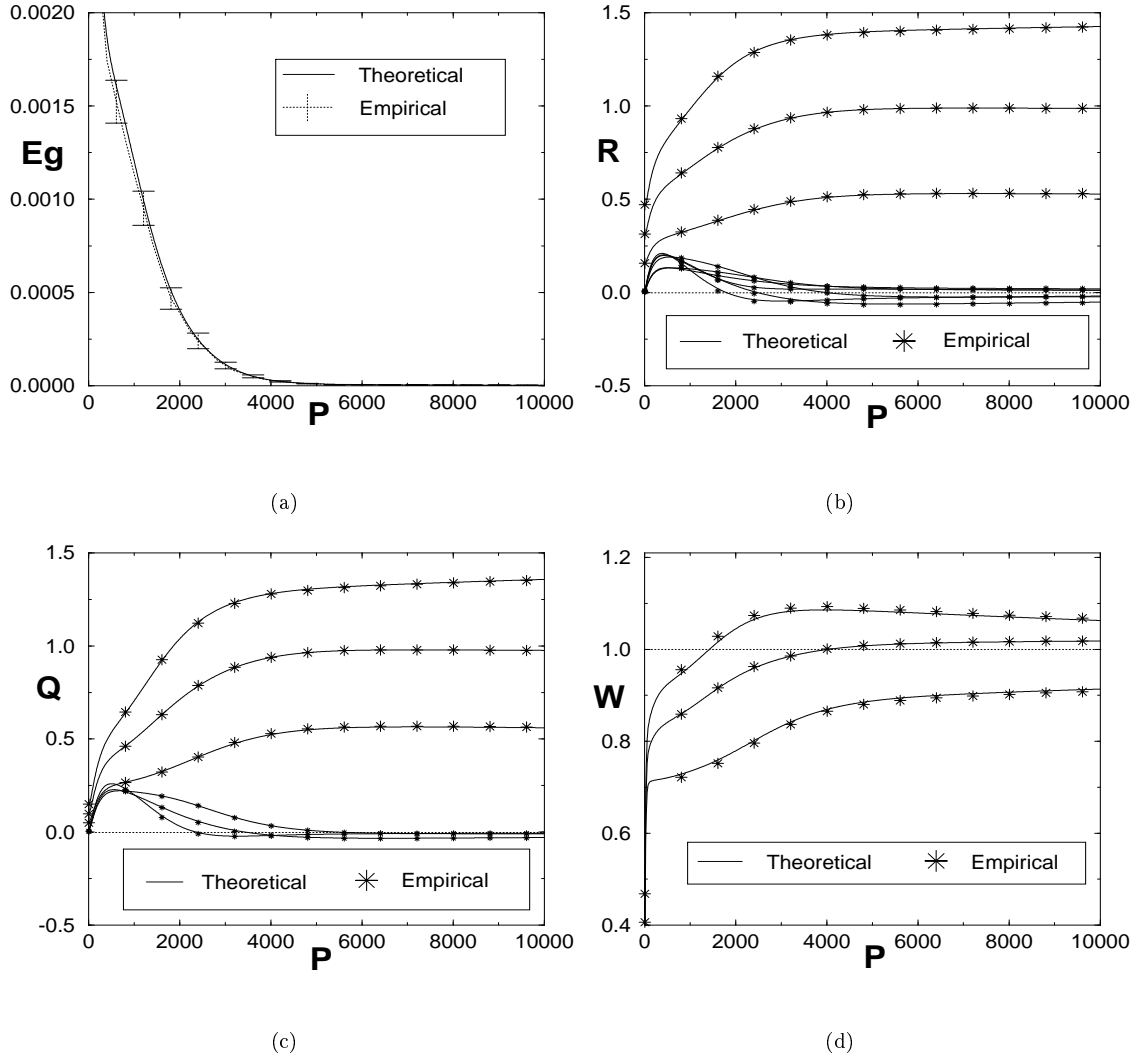 0.0020
0.0015
0.0010
0.0005
0.0000
Eg
Theoretical
Empirical
0 2000 4000 6000 8000 10000
P
(a)
1.5
1.0
0.5
0.0
-0.5
R
Theoretical Empirical
0 2000 4000 6000 8000 10000
P
(b)
1.5
1.0
0.5
0.0
-0.5
Q
Theoretical Empirical
0 2000 4000 6000 8000 10000
P
(c)
1.2
1.0
0.8
0.6
0.4
W
Theoretical Empirical
0 2000 4000 6000 8000 10000
P
(d)